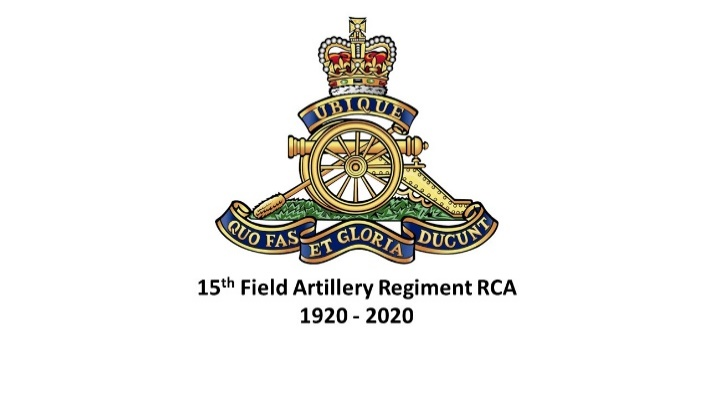 UBIQUE
QUO FAS ET GLORIA DUCUNT
15th Field Artillery Regiment RCA
1920 - 2020